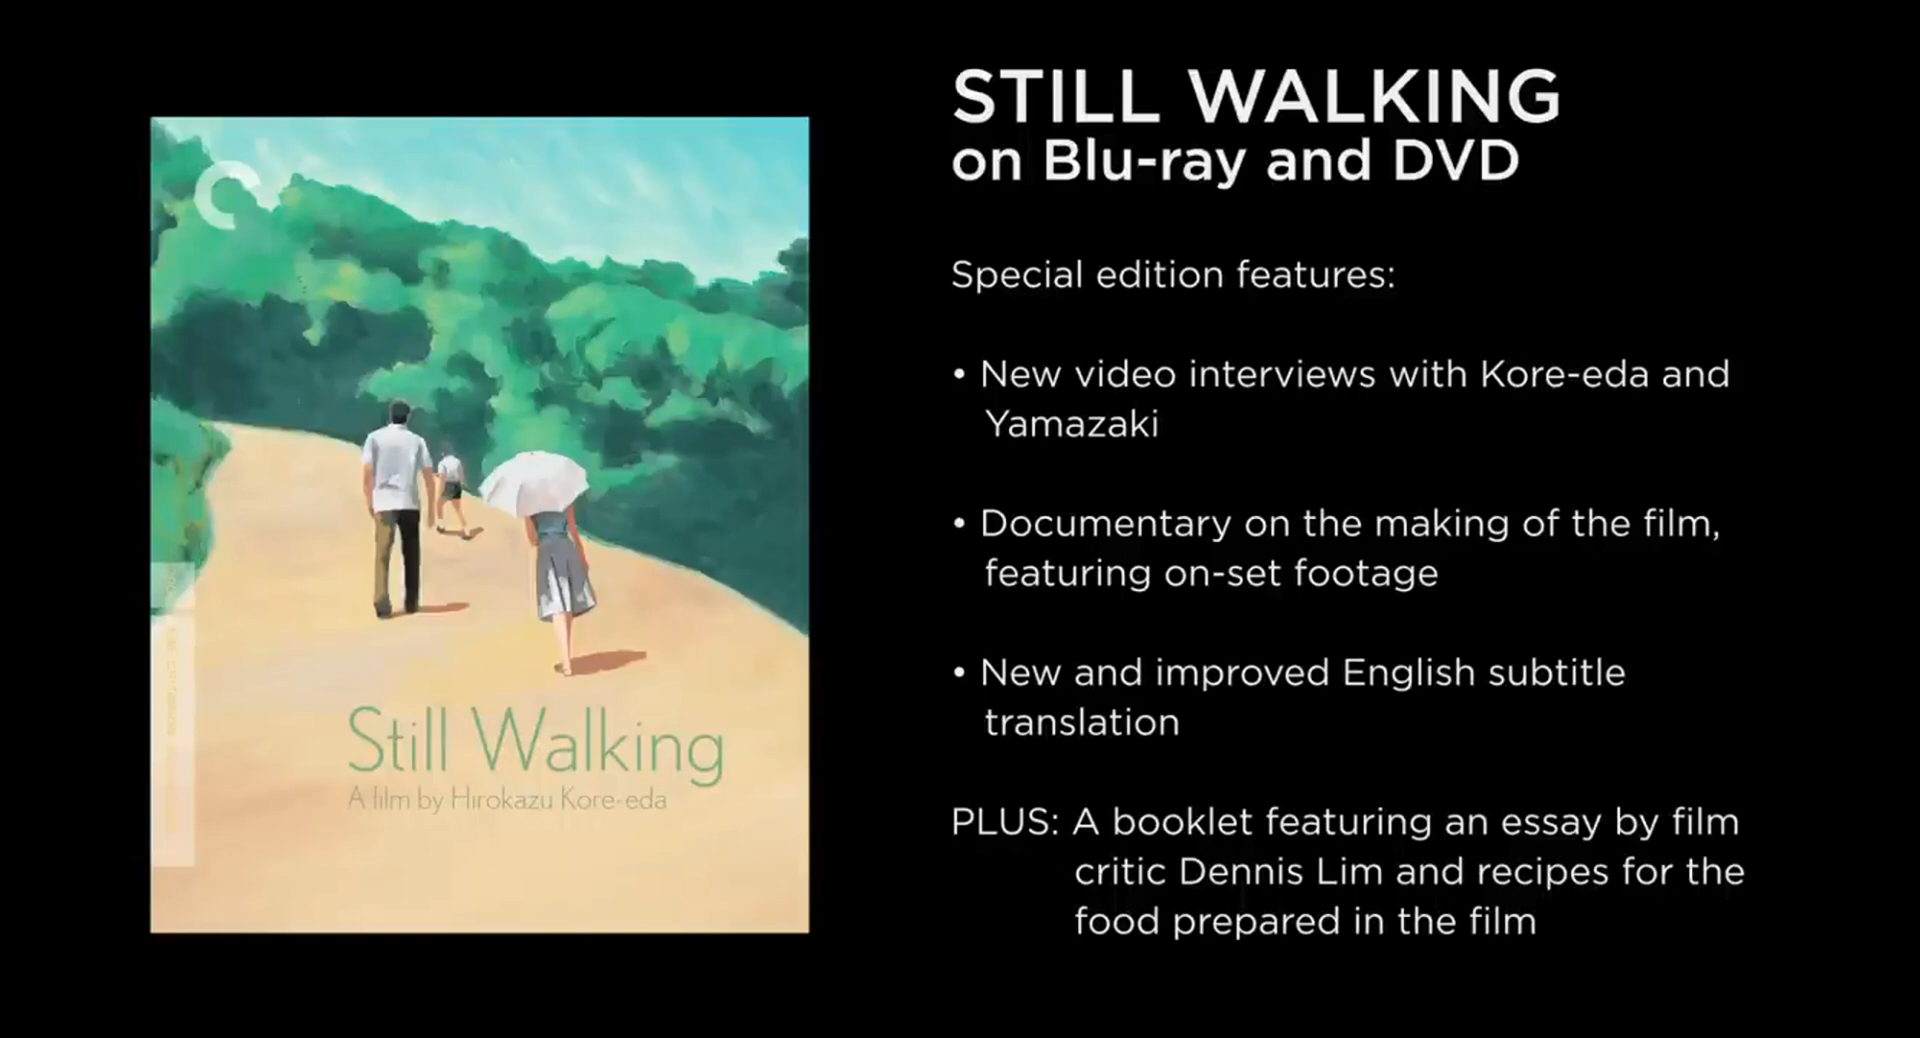 STILL WALKING
on Blu-ray and DVD
Special edition features:
• New video interviews with Kore-eda and
Yamazaki
• Documentary on the making of the film,
featuring on-set footage
• New and improved English subtitle
translation
PLUS: A booklet featuring an essay by film
critic Dennis Lim and recipes for the
food prepared in the film
Still Walking
A film by Hirokazu Kore-eda